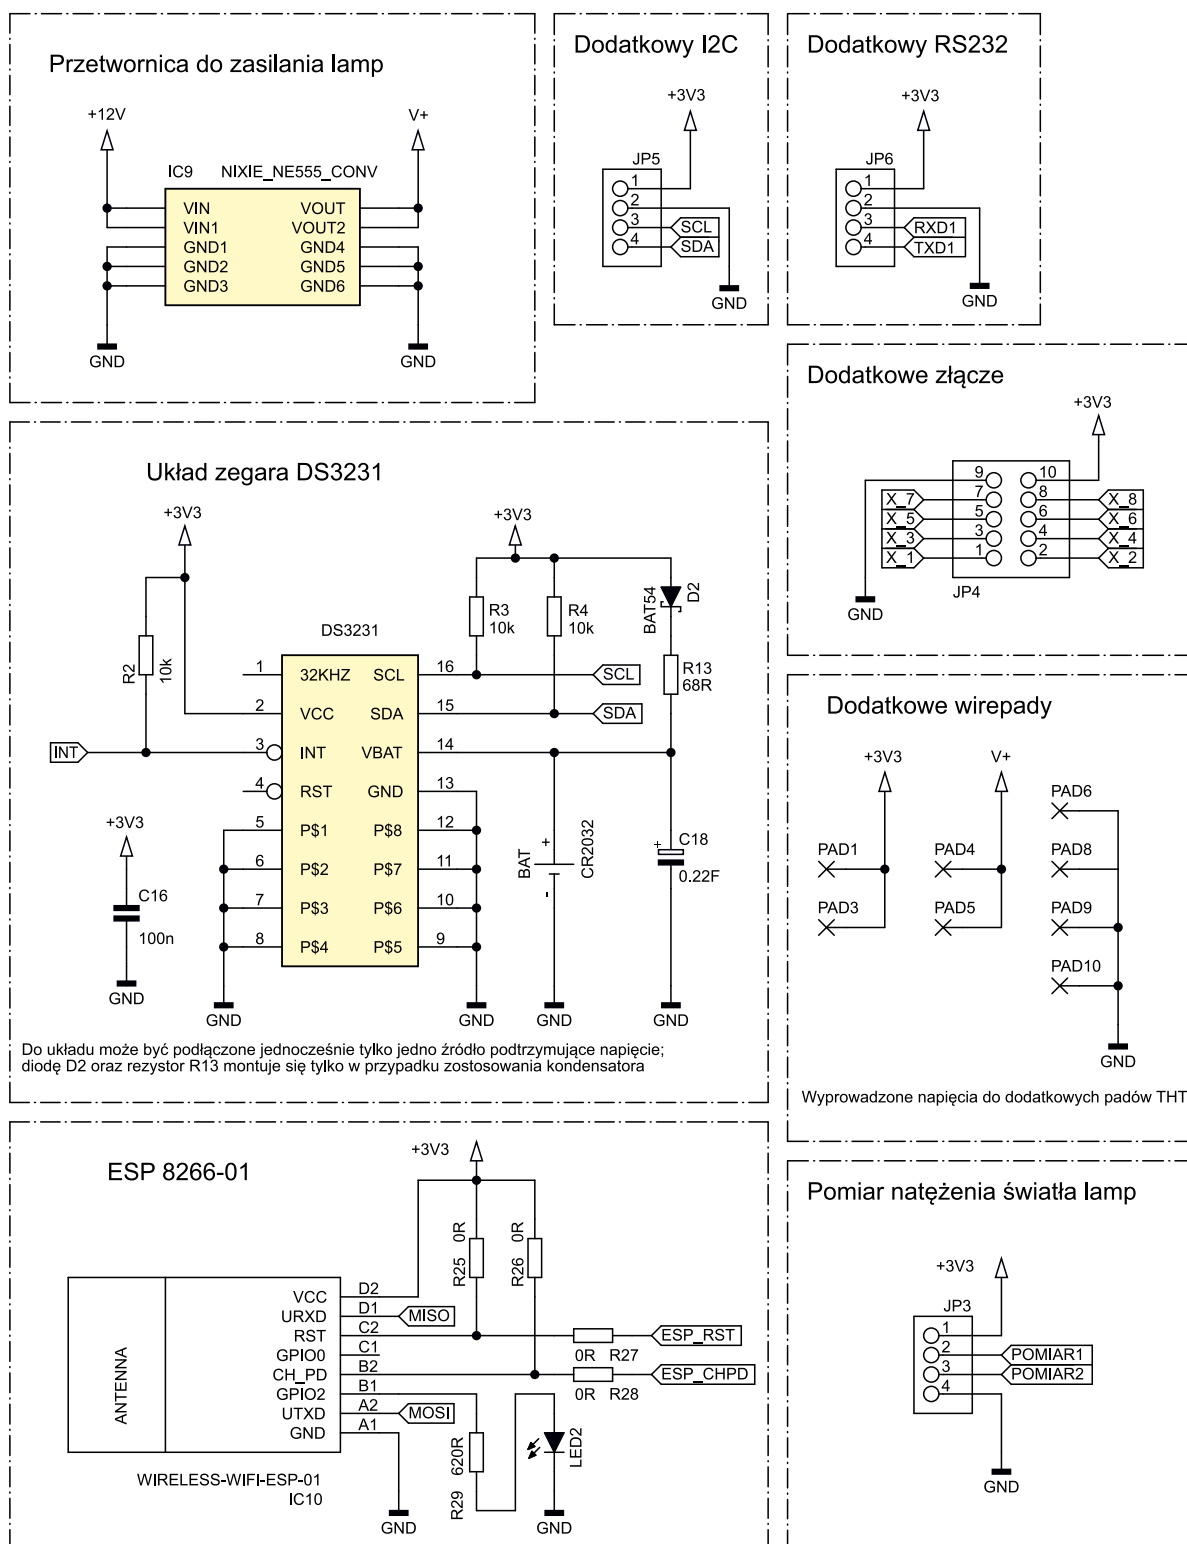 Przetwornica do zasilania lamp
+12V
V+
IC9 NIXIE_NE555_CONV
VIN VOUT
VIN1 VOUT2
GND1 GND4
GND2 GND5
GND3 GND6
GND GND
Dodatkowy I2C
+3V3
JP5
1
2
3 SCL
4 SDA
GND
Dodatkowy RS232
+3V3
JP6
1
2
3 RXD1
4 TXD1
GND
Dodatkowe złącze
+3V3
9 10
X_7 7 8 X_8
X_5 5 6 X_6
X_3 3 4 X_4
X_1 1 2 X_2
JP4
GND
Układ zegara DS3231
+3V3 +3V3
R2 10k
R3 10k
R4 10k
BAT54 D2
R13
68R
DS3231
1 32KHZ SCL 16 SCL
2 VCC SDA 15 SDA
INT 3 INT VBAT 14
4 RST GND 13
5 P$1 P$8 12
6 P$2 P$7 11
7 P$3 P$6 10
8 P$4 P$5 9
+3V3
C16
100n
GND
+
BAT
-
CR2032
+
C18
0.22F
GND GND GND GND
Do układu może być podłączone jednocześnie tylko jedno źródło podtrzymujące napięcie;
diodę D2 oraz rezystor R13 montuje się tylko w przypadku zostosowania kondensatora
Dodatkowe wirepady
+3V3 V+
PAD6
PAD1 PAD4 PAD8
PAD3 PAD5 PAD9
PAD10
GND
Wyprowadzone napięcia do dodatkowych padów THT
ESP 8266-01
+3V3
R25 0R
R26 0R
ANTENNA
VCC D2
URXD D1 MISO
RST C2
GPIO0 C1
CH_PD B2
GPIO2 B1
UTXD A2 MOSI
GND A1
0R R27 ESP_RST
0R R28 ESP_CHPD
R29 620R
LED2
WIRELESS-WIFI-ESP-01
IC10
GND GND
Pomiar natężenia światła lamp
+3V3
JP3
1
2 POMIAR1
3 POMIAR2
4
GND